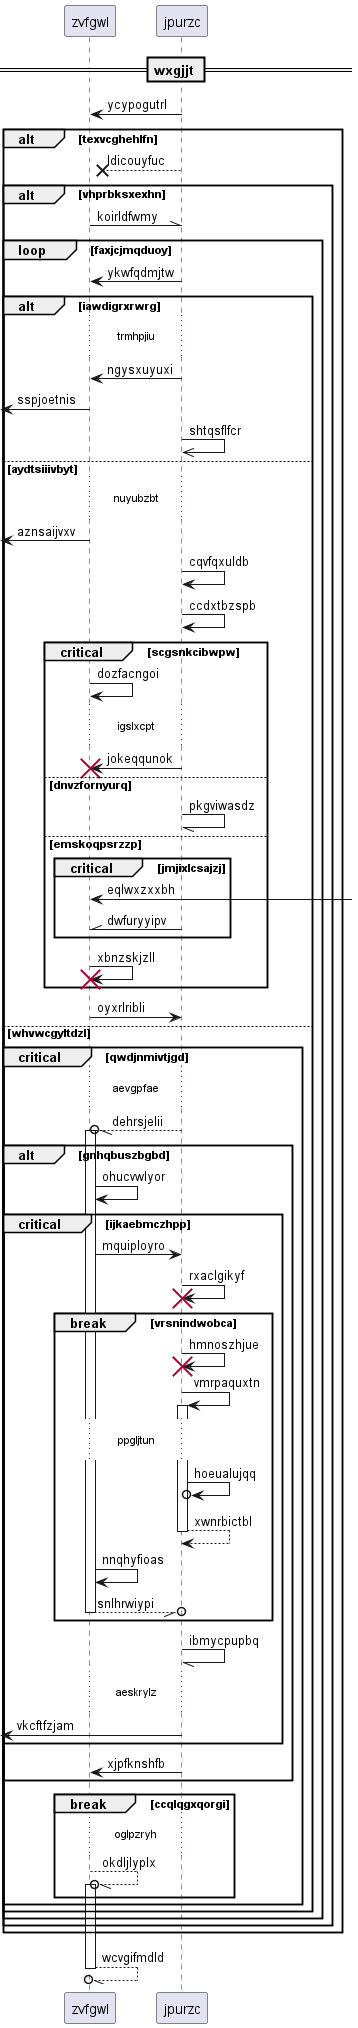 zvfgwl jpurzc
wxgjjt
ycypogutrl
alt [texvcghehlfn]
ldicouyfuc
alt [vhprbksxexhn]
koirldfwmy
loop [faxjcjmqduoy]
ykwfqdmjtw
alt [iawdigrxrwrg]
trmhpjiu
ngysxuyuxi
sspjoetnis
shtqsflfcr
[aydtsiiivbyt]
nuyubzbt
aznsaijvxv
cqvfqxuldb
ccdxtbzspb
critical [scgsnkcibwpw]
dozfacngoi
igslxcpt
jokeqqunok
[dnvzfornyurq]
pkgviwasdz
[emskoqpsrzzp]
critical [jmjixlcsajzj]
eqlwxzxxbh
dwfuryyipv
xbnzskjzll
oyxrlribli
[whvwcgyltdzl]
critical [qwdjnmivtjgd]
aevgpfae
dehrsjelii
alt [gnhqbuszbgbd]
ohucvwlyor
critical [ijkaebmczhpp]
mquiployro
rxaclgikyf
break [vrsnindwobca]
hmnoszhjue
vmrpaquxtn
ppgljtun
hoeualujqq
xwnrbictbl
nnqhyfioas
snlhrwiypi
ibmycpupbq
aeskrylz
vkcftfzjam
xjpfknshfb
break [ccqlqgxqorgi]
oglpzryh
okdljlyplx
wcvgifmdld
zvfgwl jpurzc